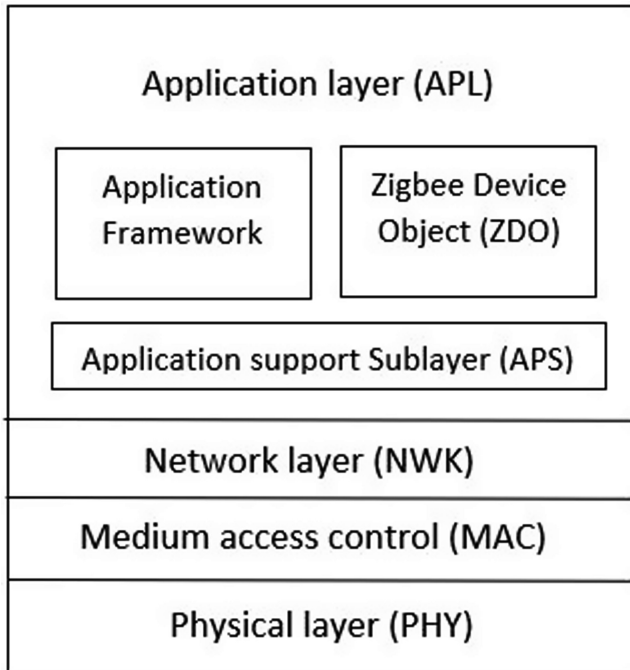 Application layer (APL)
Application
Framework
Zigbee Device
Object (ZDO)
Application support Sublayer (APS)
Network layer (NWK)
Medium access control (MAC)
Physical layer (PHY)